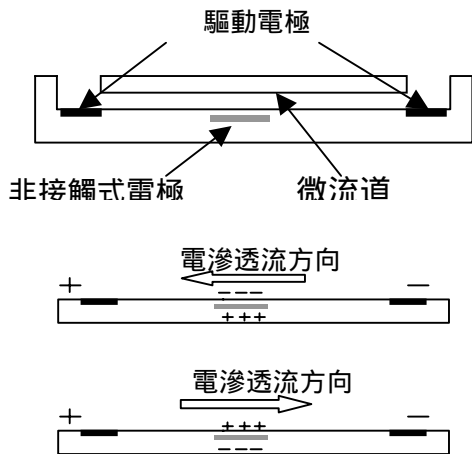 驅動電極
非接觸式電極 微流道
電滲透流方向
+ −
− − −
+ + +
電滲透流方向
+ −
+ + +
− − −